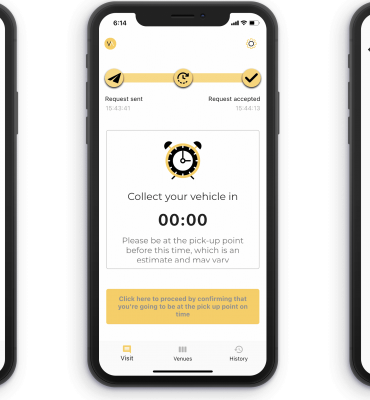 6:14
V
Request sent
Request accepted
15:43:41
15:44:13
Collect your vehicle in
00:00
Please be at the pick-up point
before this time, which is an
estimate and may vary
Click here to proceed by confirming that
you're going to be at the pick up point on
time
Visit
Venues
History